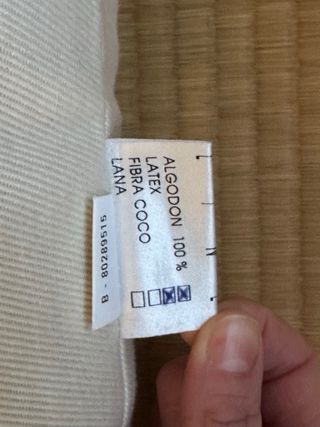 ALGODON 100 %
LATEX
FIBRA COCO
LANA
B - 80289515